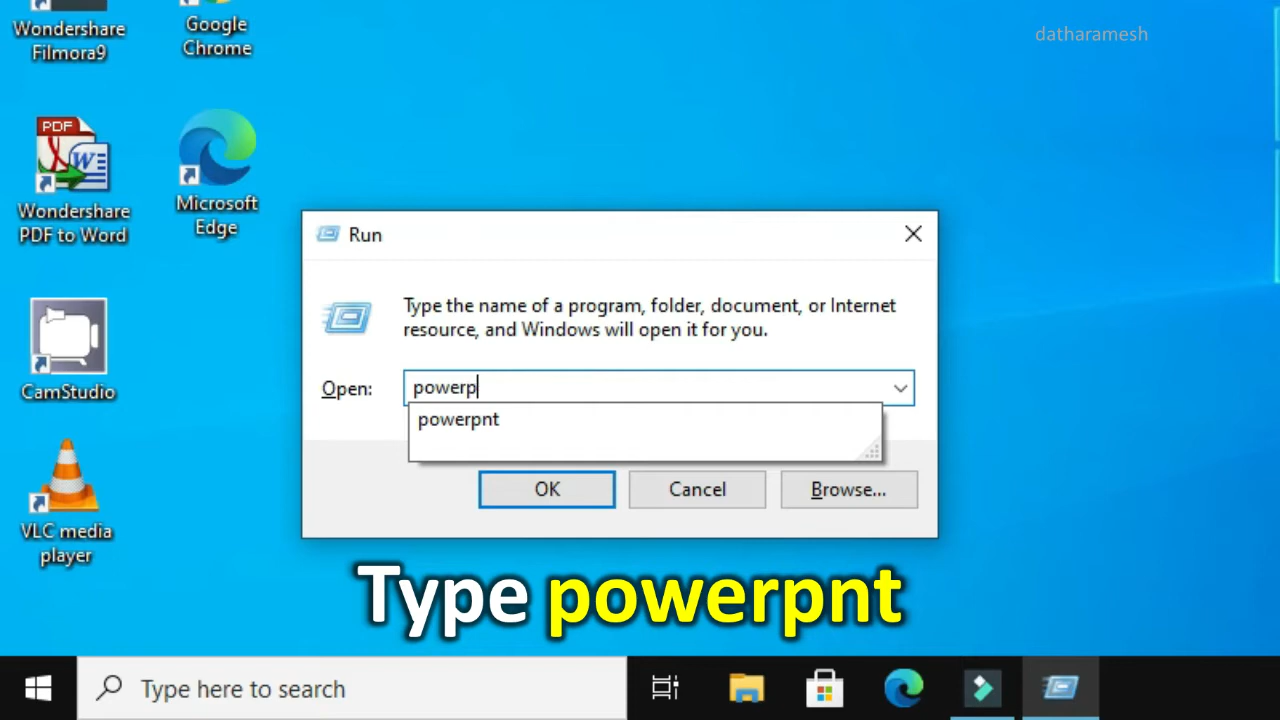 Wondershare
Filmora9
Google
Chrome
datharamesh
PDF
W
Wondershare
PDF to Word
Microsoft
Edge
Run
Type the name of a program, folder, document, or Internet
resource, and Windows will open it for you.
Open:
powerp
powerpnt
OK
Cancel
Browse...
CamStudio
VLC media
player
Type powerpnt
Type here to search